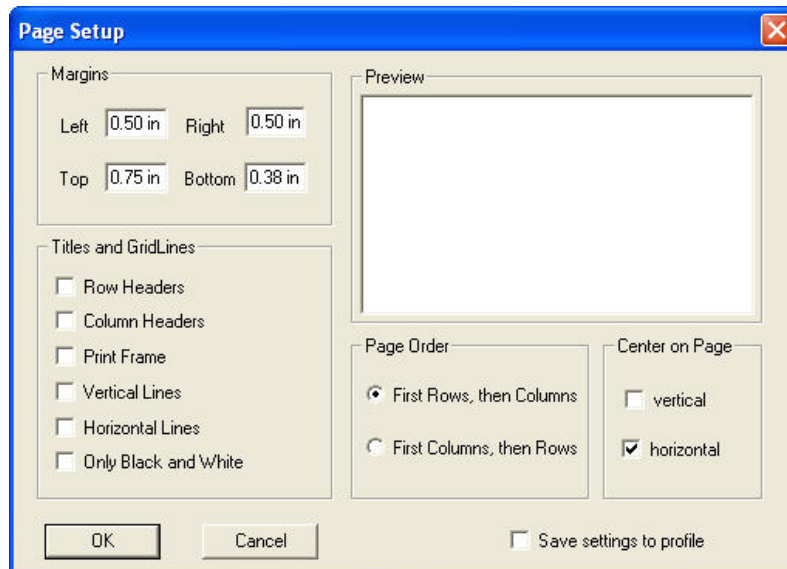 Page Setup
Margins
Left 0.50 in Right 0.50 in
Top 0.75 in Bottom 0.38 in
Titles and GridLines
Row Headers
Column Headers
Print Frame
Vertical Lines
Horizontal Lines
Only Black and White
Preview
Page Order
First Rows, then Columns
First Columns, then Rows
Center on Page
vertical
horizontal
OK Cancel
Save settings to profile